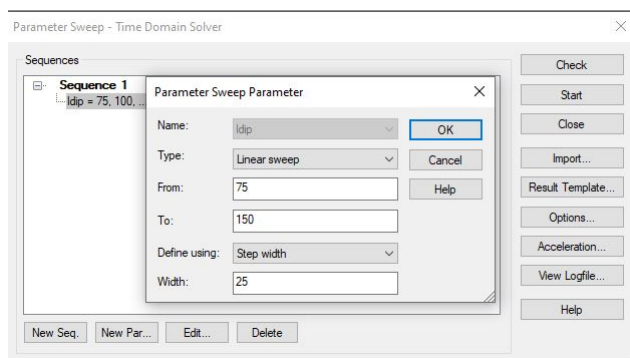 Parameter Sweep - Time Domain Solver
Sequences
Sequence 1
ldip = 75, 100, ...
Parameter Sweep Parameter
Name:
ldip
Type:
Linear sweep
From:
75
To:
150
Define using:
Step width
Width:
25
OK
Cancel
Help
Check
Start
Close
Import...
Result Template...
Options...
Acceleration...
View Logfile...
Help
New Seq.
New Par...
Edit...
Delete